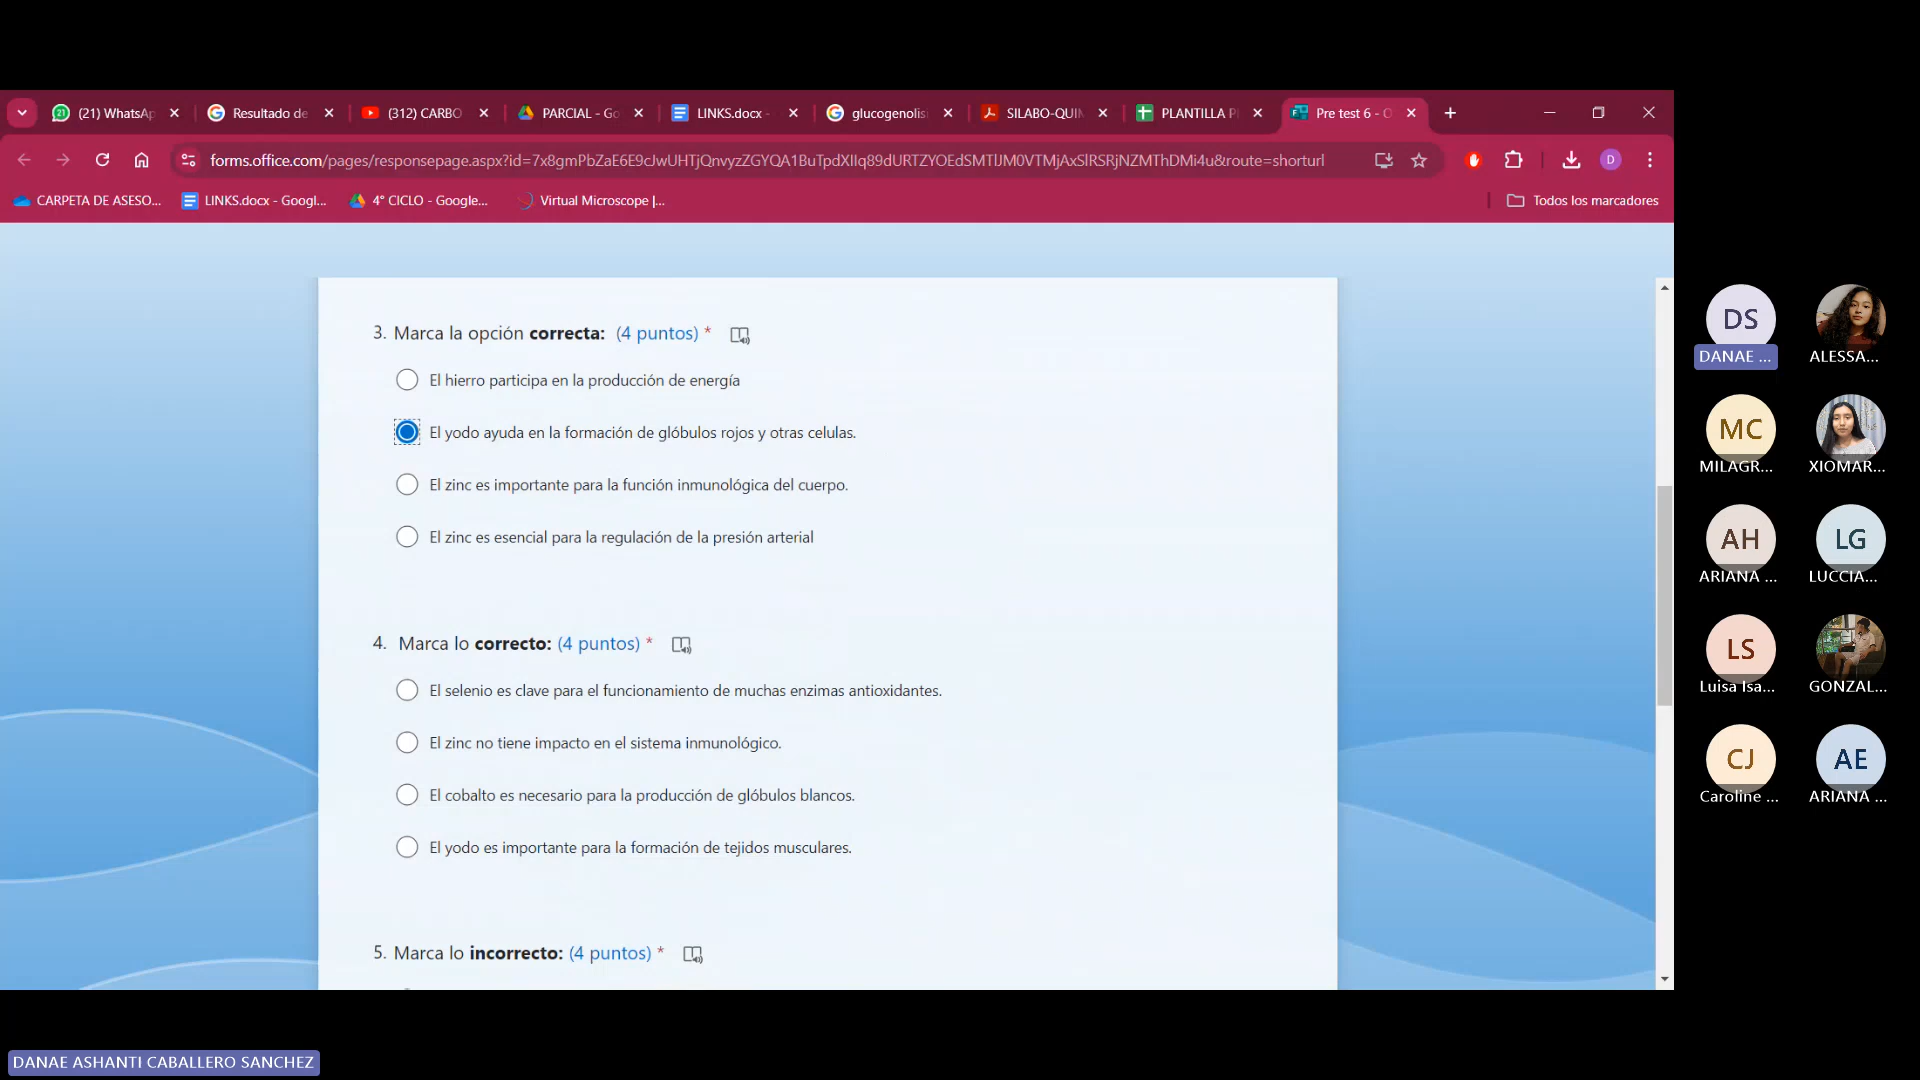 (21) WhatsAp
Resultado de
(312) CARBO
PARCIAL - Go
LINKS.docx -
glucogenolis
SILABO-QUIN
PLANTILLA P
Pre test 6 - O
forms.office.com/pages/responsepage.aspx?id=7x8gmPbZaE6E9cJwUHTjQnvyzZGYQA1BuTpdXIIq89dURTZYOEdSMTlJM0VTMjAxSlRSRjNZMThDMi4u&route=shorturl
D
CARPETA DE ASESO...
LINKS.docx - Googl...
4° CICLO - Google...
Virtual Microscope |...
Todos los marcadores
3. Marca la opción correcta: (4 puntos) *
El hierro participa en la producción de energía
El yodo ayuda en la formación de glóbulos rojos y otras celulas.
El zinc es importante para la función inmunológica del cuerpo.
El zinc es esencial para la regulación de la presión arterial
4. Marca lo correcto: (4 puntos) *
El selenio es clave para el funcionamiento de muchas enzimas antioxidantes.
El zinc no tiene impacto en el sistema inmunológico.
El cobalto es necesario para la producción de glóbulos blancos.
El yodo es importante para la formación de tejidos musculares.
5. Marca lo incorrecto: (4 puntos) *
DS
DANAE ...
ALESSA...
MC
MILAGR...
XIOMAR...
AH
ARIANA ...
LG
LUCCIA...
LS
Luisa Isa...
GONZAL...
CJ
Caroline ...
AE
ARIANA ...
DANAE ASHANTI CABALLERO SANCHEZ